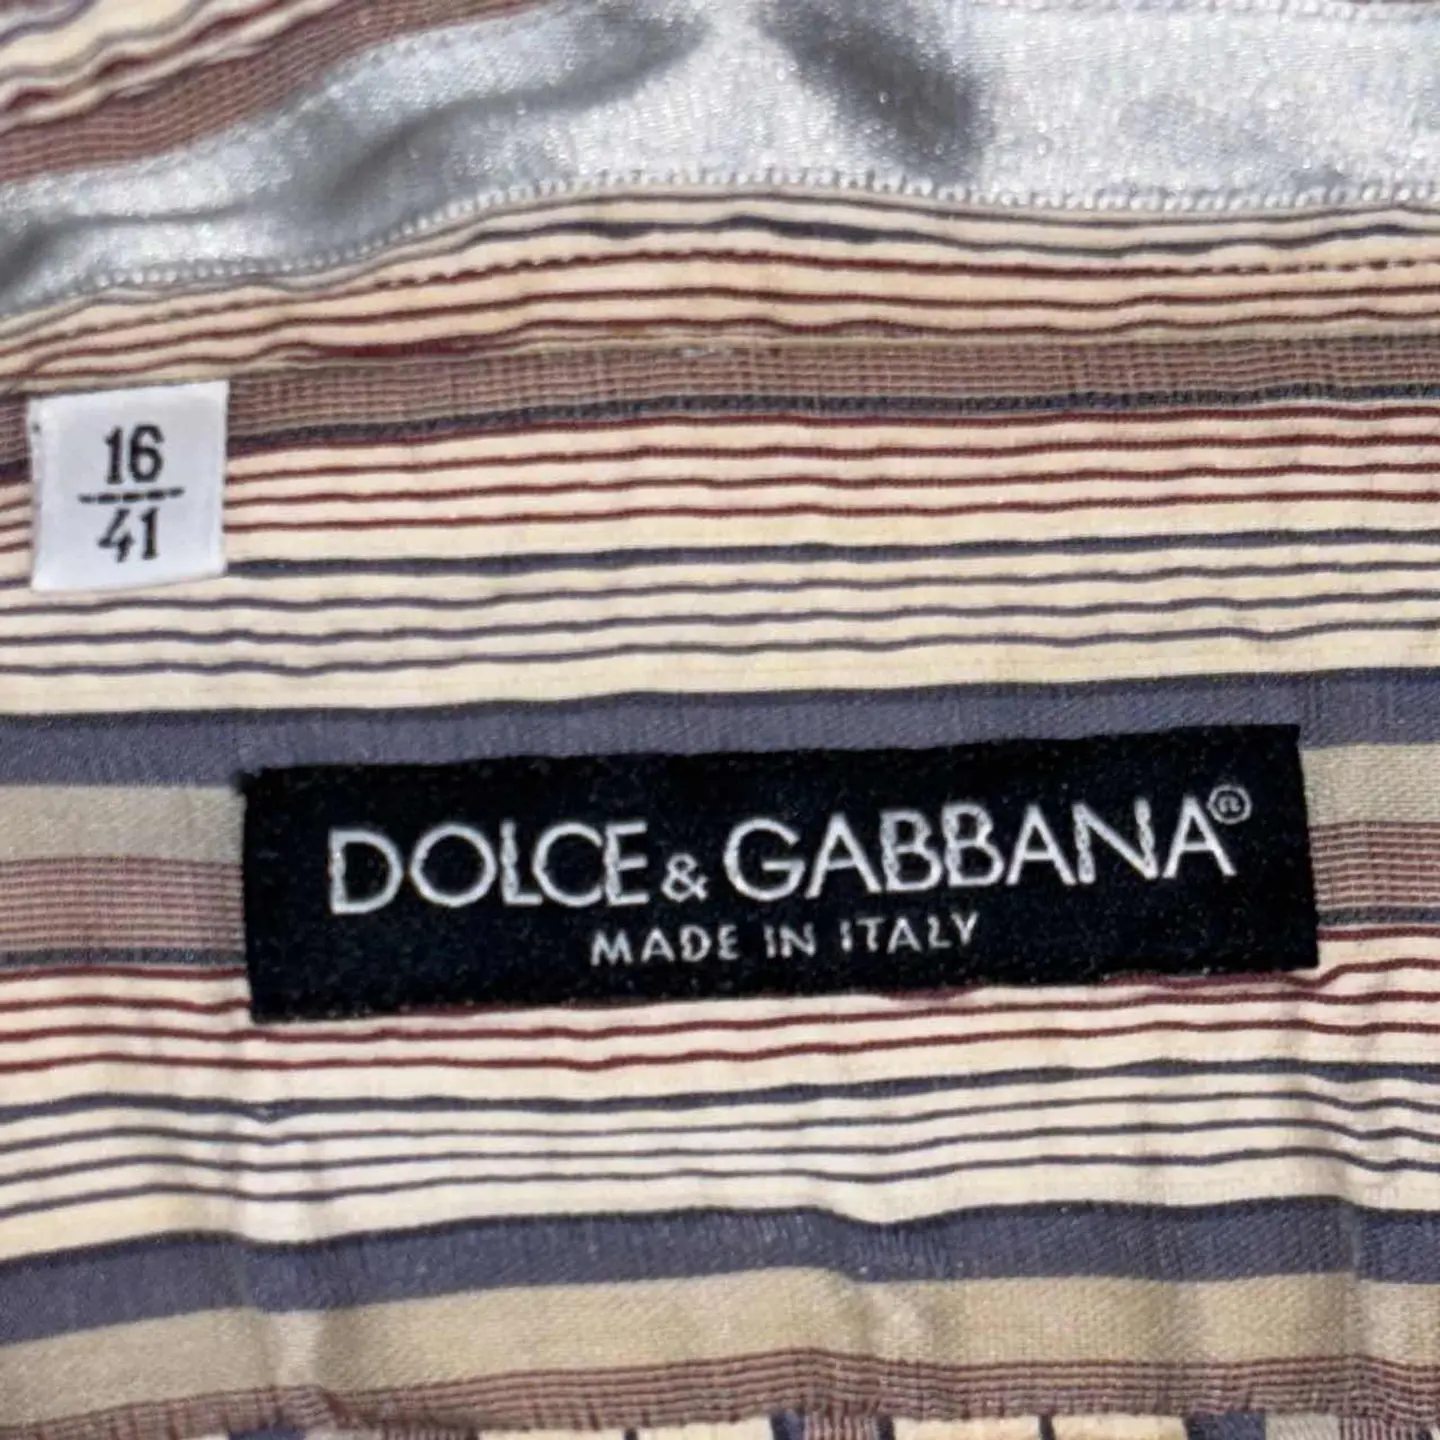 16
41
DOLCE & GABBANA®
MADE IN ITALY